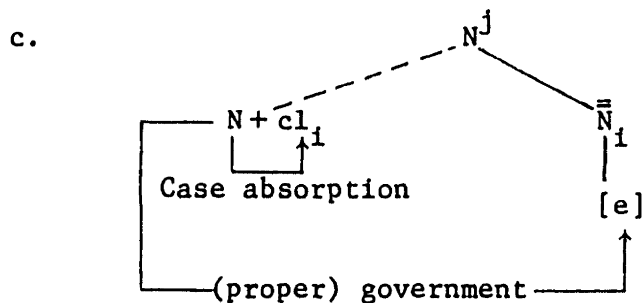 c.
N^j
N + cl_i
N̿_i
Case absorption
[e]
(proper) government